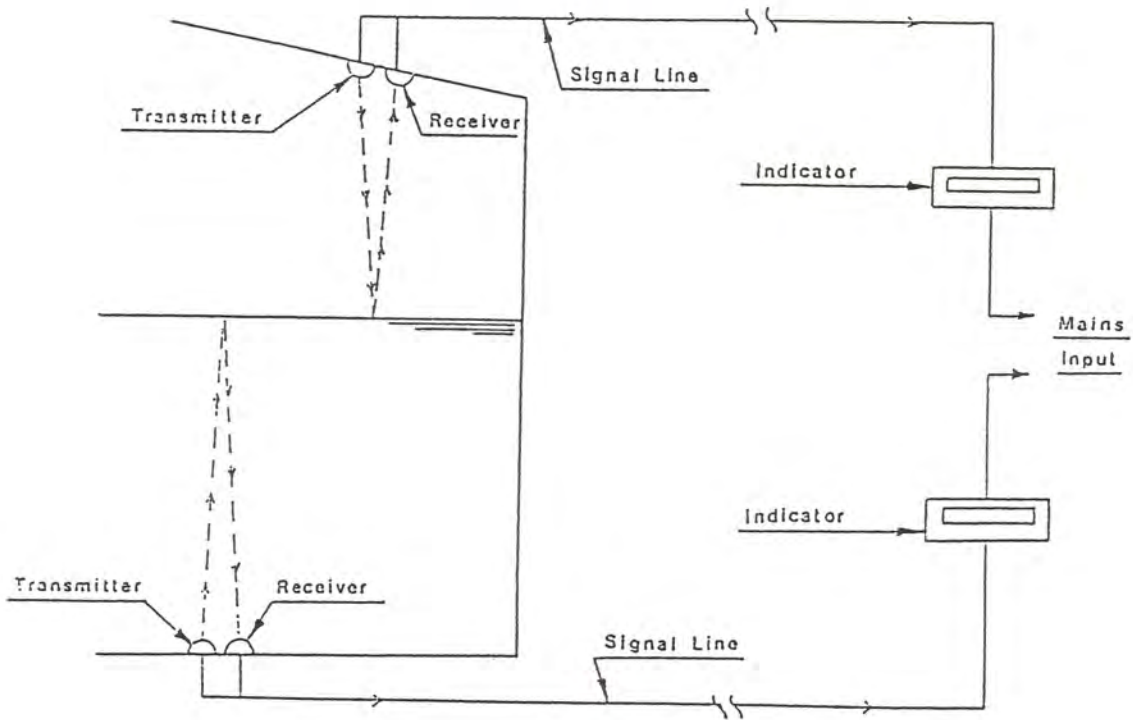 Signal Line
Transmitter
Receiver
Indicator
Mains
Input
Indicator
Transmitter
Receiver
Signal Line